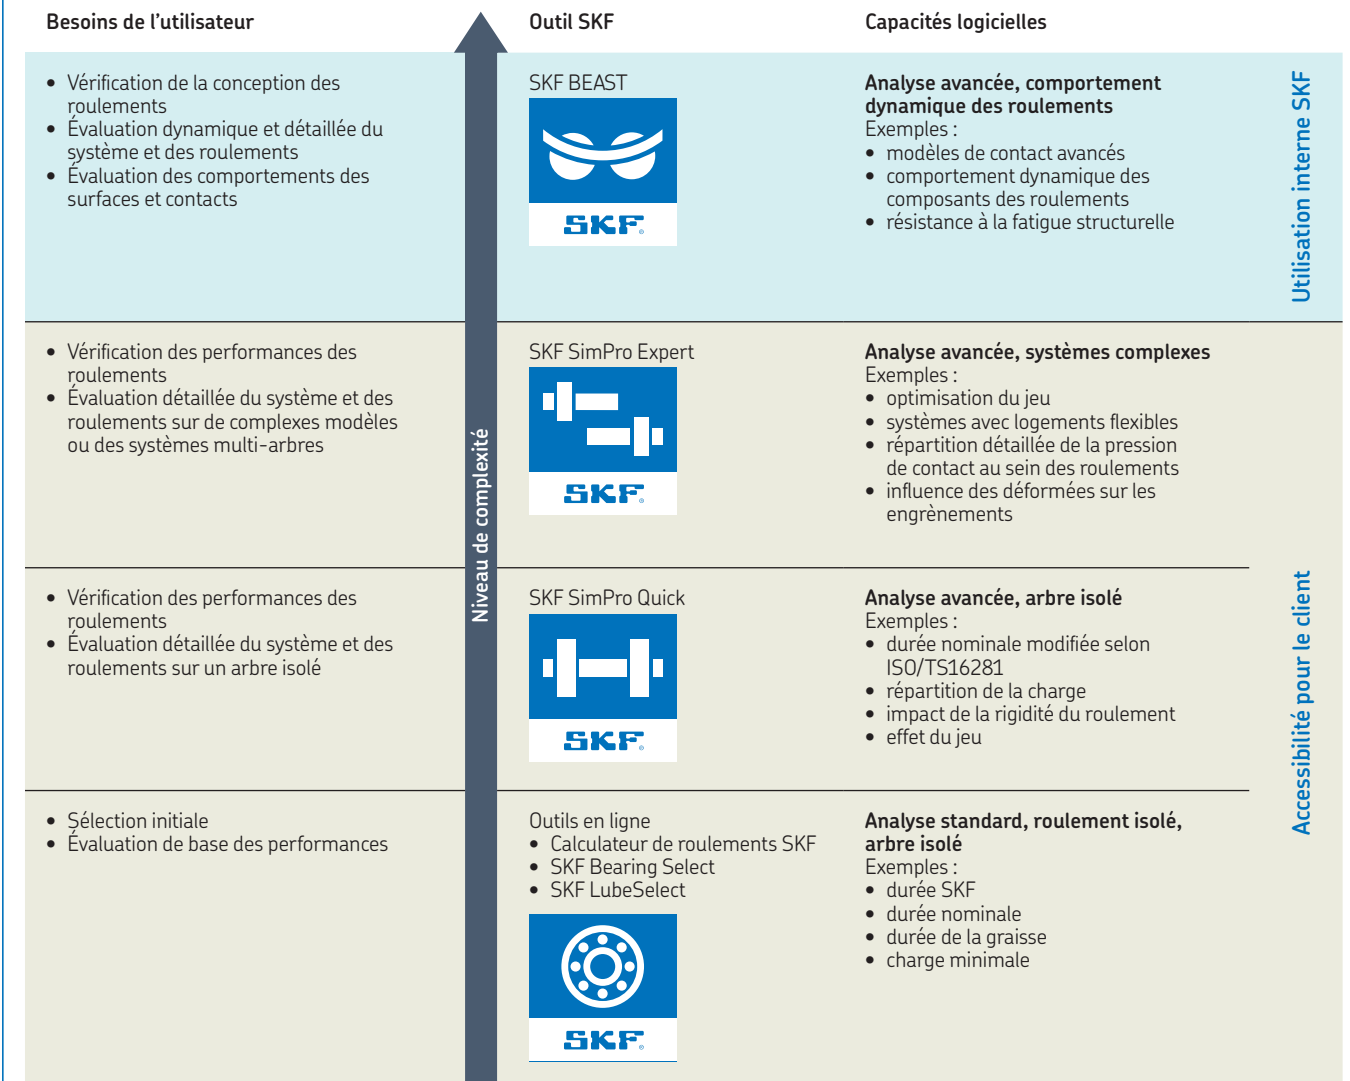 Besoins de l'utilisateur
Outil SKF
Capacités logicielles
• Vérification de la conception des
roulements
• Évaluation dynamique et détaillée du
système et des roulements
• Évaluation des comportements des
surfaces et contacts
SKF BEAST
SKF®
Analyse avancée, comportement
dynamique des roulements
Exemples :
• modèles de contact avancés
• comportement dynamique des
composants des roulements
• résistance à la fatigue structurelle
Utilisation interne SKF
• Vérification des performances des
roulements
• Évaluation détaillée du système et des
roulements sur de complexes modèles
ou des systèmes multi-arbres
Niveau de complexité
SKF SimPro Expert
SKF®
Analyse avancée, systèmes complexes
Exemples :
• optimisation du jeu
• systèmes avec logements flexibles
• répartition détaillée de la pression
de contact au sein des roulements
• influence des déformées sur les
engrènements
• Vérification des performances des
roulements
• Évaluation détaillée du système et des
roulements sur un arbre isolé
SKF SimPro Quick
SKF®
Analyse avancée, arbre isolé
Exemples :
• durée nominale modifiée selon
ISO/TS16281
• répartition de la charge
• impact de la rigidité du roulement
• effet du jeu
Accessibilité pour le client
• Sélection initiale
• Évaluation de base des performances
Outils en ligne
• Calculateur de roulements SKF
• SKF Bearing Select
• SKF LubeSelect
SKF®
Analyse standard, roulement isolé,
arbre isolé
Exemples :
• durée SKF
• durée nominale
• durée de la graisse
• charge minimale